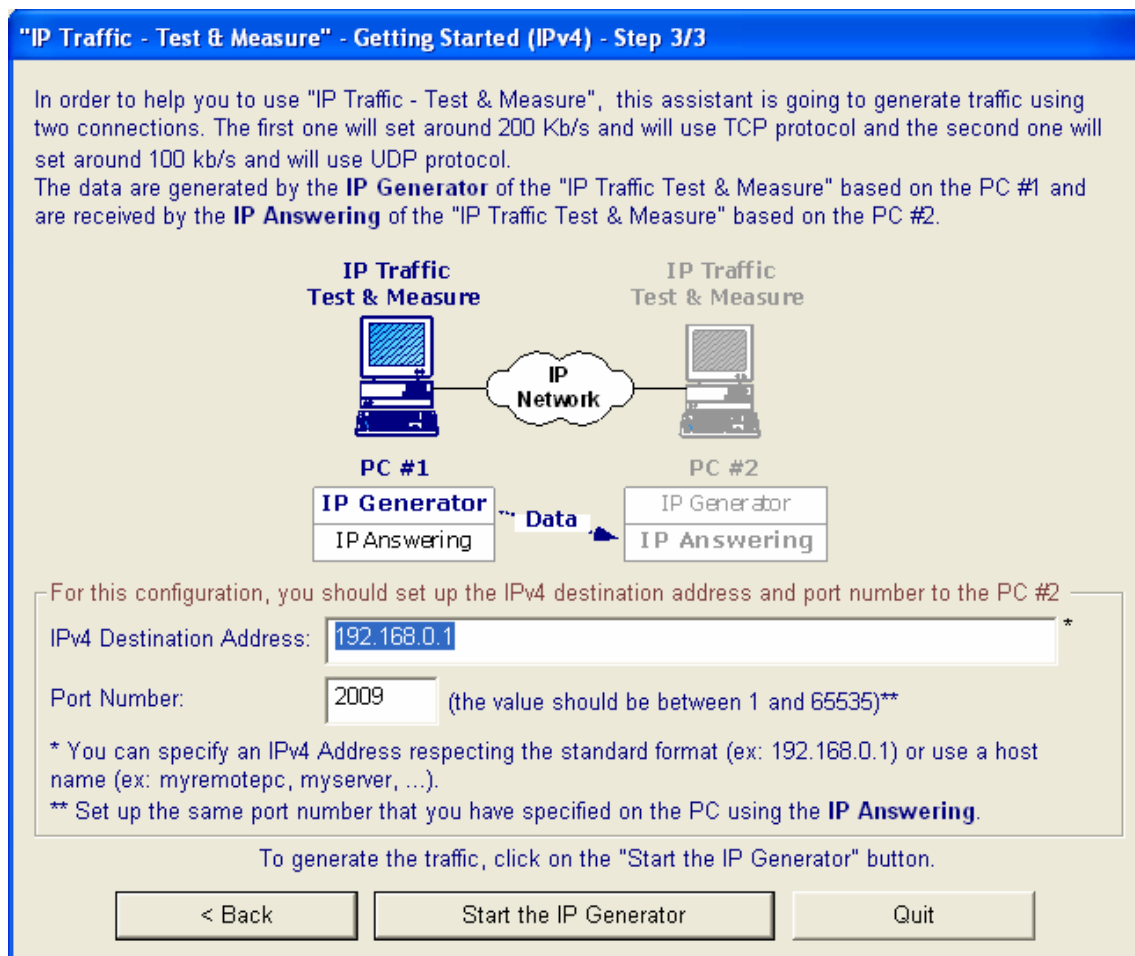 "IP Traffic - Test & Measure" - Getting Started (IPv4) - Step 3/3
In order to help you to use "IP Traffic - Test & Measure", this assistant is going to generate traffic using
two connections. The first one will set around 200 Kb/s and will use TCP protocol and the second one will
set around 100 kb/s and will use UDP protocol.
The data are generated by the IP Generator of the "IP Traffic Test & Measure" based on the PC #1 and
are received by the IP Answering of the "IP Traffic Test & Measure" based on the PC #2.
IP Traffic
Test & Measure
IP Traffic
Test & Measure
IP
Network
PC #1
PC #2
IP Generator
IP Answering
Data
IP Generator
IP Answering
For this configuration, you should set up the IPv4 destination address and port number to the PC #2
IPv4 Destination Address: 192.168.0.1 *
Port Number: 2009 (the value should be between 1 and 65535)**
* You can specify an IPv4 Address respecting the standard format (ex: 192.168.0.1) or use a host
name (ex: myremotepc, myserver, ...).
** Set up the same port number that you have specified on the PC using the IP Answering.
To generate the traffic, click on the "Start the IP Generator" button.
< Back
Start the IP Generator
Quit